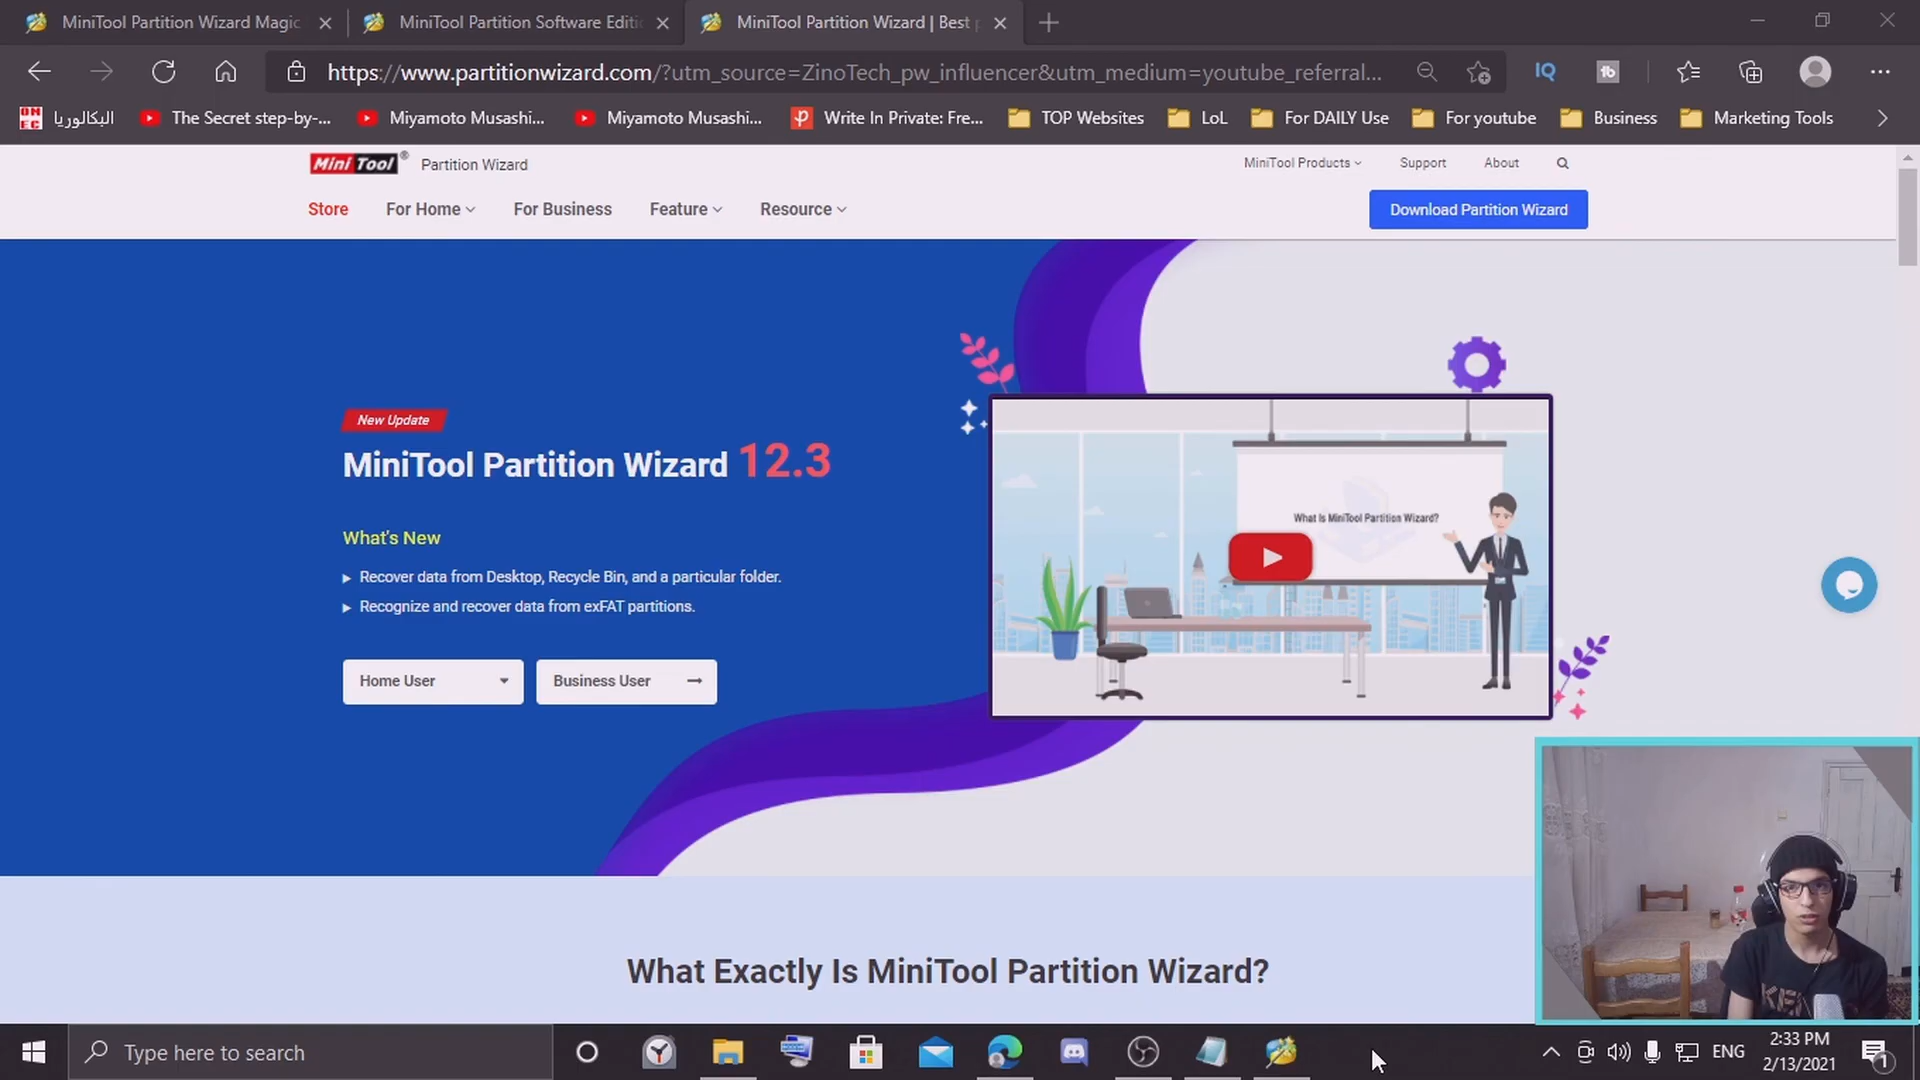 MiniTool Partition Wizard Magic
MiniTool Partition Software Editi
MiniTool Partition Wizard | Best p
https://www.partitionwizard.com/?utm_source=ZinoTech_pw_influencer&utm_medium=youtube_referral...
IQ
tb
البكالوريا
The Secret step-by-...
Miyamoto Musashi...
Miyamoto Musashi...
Write In Private: Fre...
TOP Websites
LoL
For DAILY Use
For youtube
Business
Marketing Tools
MiniTool® Partition Wizard
MiniTool Products
Support
About
Store
For Home
For Business
Feature
Resource
Download Partition Wizard
New Update
MiniTool Partition Wizard 12.3
What's New
Recover data from Desktop, Recycle Bin, and a particular folder.
Recognize and recover data from exFAT partitions.
Home User
Business User
What Is MiniTool Partition Wizard?
What Exactly Is MiniTool Partition Wizard?
Type here to search
ENG
2:33 PM
2/13/2021
1